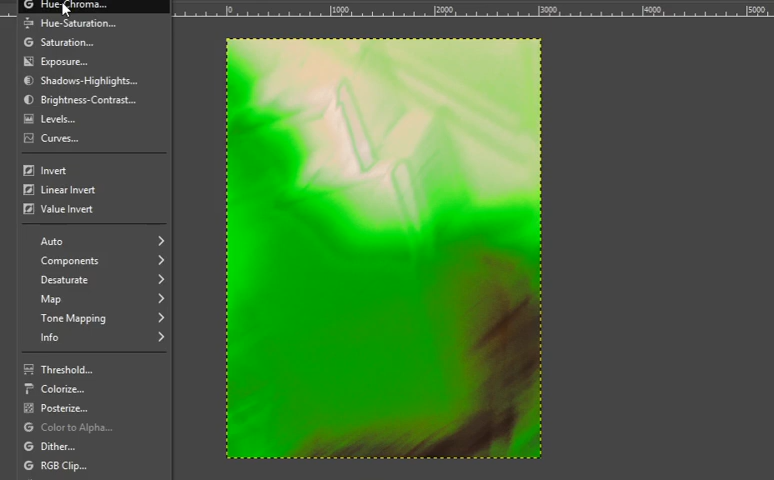 Hue-Chroma...
Hue-Saturation...
Saturation...
Exposure...
Shadows-Highlights...
Brightness-Contrast...
Levels...
Curves...
Invert
Linear Invert
Value Invert
Auto
Components
Desaturate
Map
Tone Mapping
Info
Threshold...
Colorize...
Posterize...
Color to Alpha...
Dither...
RGB Clip...
0 1000 2000 3000 4000 5000